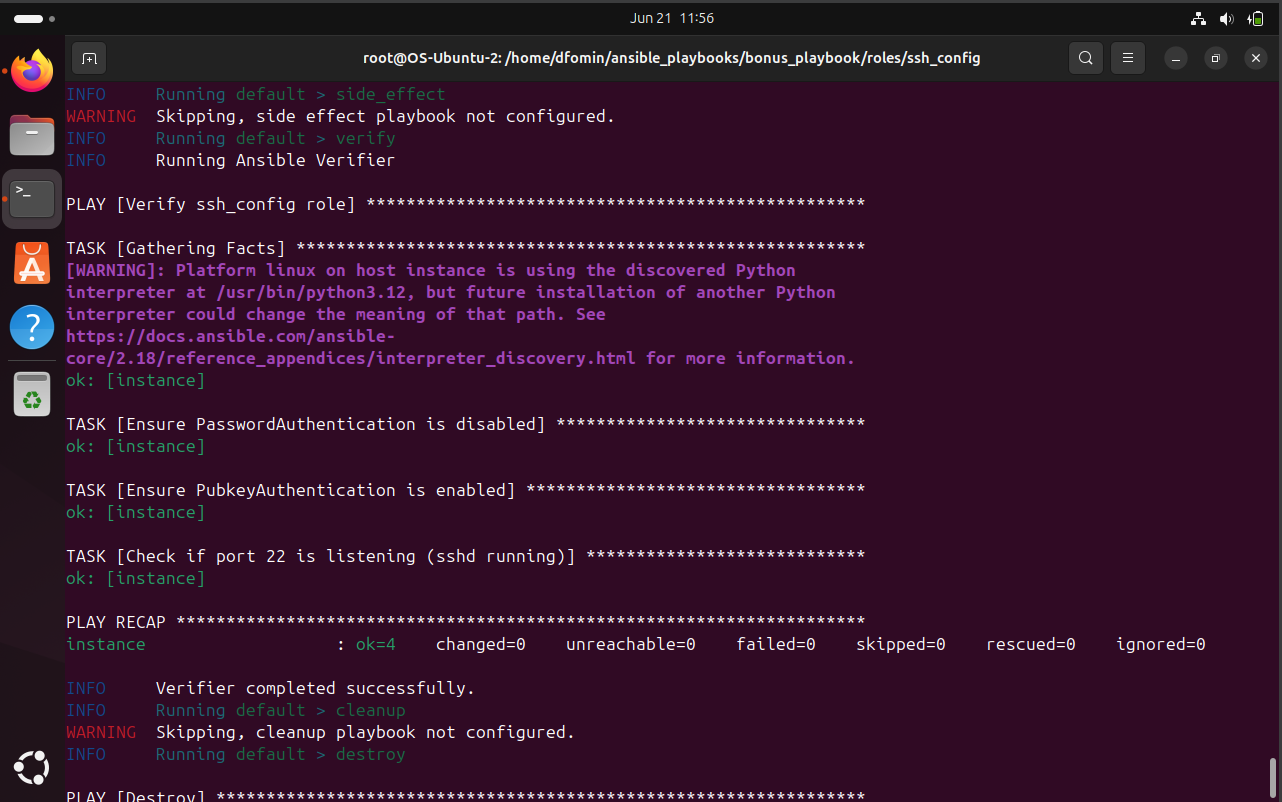 Jun 21 11:56
root@OS-Ubuntu-2: /home/dfomin/ansible_playbooks/bonus_playbook/roles/ssh_config
INFO     Running default > side_effect
WARNING  Skipping, side effect playbook not configured.
INFO     Running default > verify
INFO     Running Ansible Verifier
PLAY [Verify ssh_config role] **************************************************
TASK [Gathering Facts] *********************************************************
[WARNING]: Platform linux on host instance is using the discovered Python
interpreter at /usr/bin/python3.12, but future installation of another Python
interpreter could change the meaning of that path. See
https://docs.ansible.com/ansible-
core/2.18/reference_appendices/interpreter_discovery.html for more information.
ok: [instance]
TASK [Ensure PasswordAuthentication is disabled] *******************************
ok: [instance]
TASK [Ensure PubkeyAuthentication is enabled] **********************************
ok: [instance]
TASK [Check if port 22 is listening (sshd running)] ****************************
ok: [instance]
PLAY RECAP *********************************************************************
instance                   : ok=4    changed=0    unreachable=0    failed=0    skipped=0    rescued=0    ignored=0
INFO     Verifier completed successfully.
INFO     Running default > cleanup
WARNING  Skipping, cleanup playbook not configured.
INFO     Running default > destroy
PLAY [Destroy] *****************************************************************